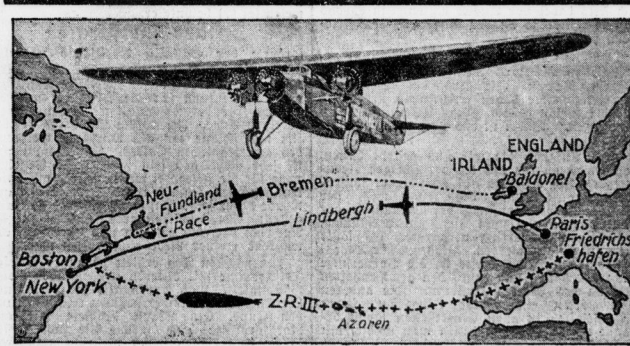 ENGLAND
IRLAND
Baldonel
Neu-
Fundland
"Bremen"
C. Race
Lindbergh
Paris
Friedrichs-
hafen
Boston
New York
Z·R·III
Azoren